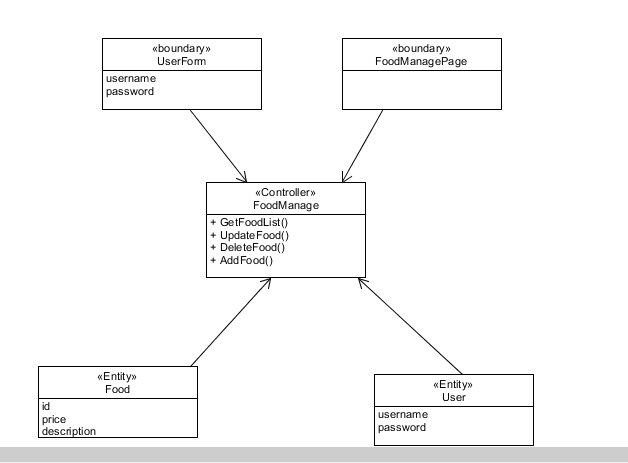 «boundary»
UserForm
username
password
«boundary»
FoodManagePage
«Controller»
FoodManage
+ GetFoodList()
+ UpdateFood()
+ DeleteFood()
+ AddFood()
«Entity»
Food
id
price
description
«Entity»
User
username
password